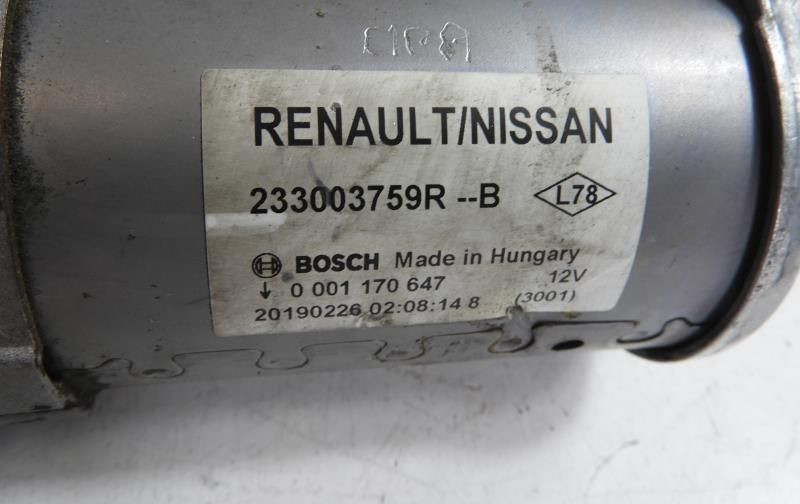 RENAULT/NISSAN
233003759R --B L78
BOSCH Made in Hungary
↓ 0 001 170 647 12V
20190226 02:08:14 8 (3001)